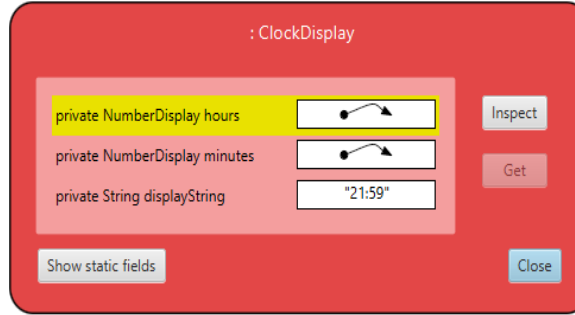 : ClockDisplay
private NumberDisplay hours
Inspect
private NumberDisplay minutes
Get
private String displayString "21:59"
Show static fields
Close